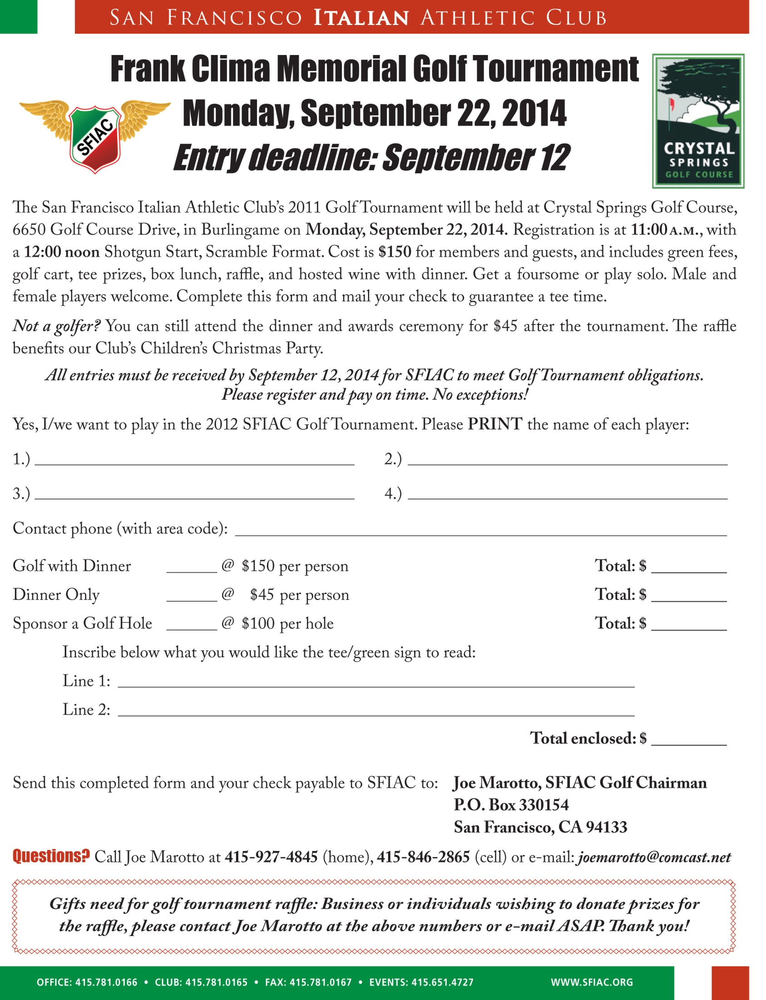 San Francisco Italian Athletic Club
Frank Clima Memorial Golf Tournament
Monday, September 22, 2014
Entry deadline: September 12
SFIAC
CRYSTAL
SPRINGS
GOLF COURSE
The San Francisco Italian Athletic Club's 2011 Golf Tournament will be held at Crystal Springs Golf Course,
6650 Golf Course Drive, in Burlingame on Monday, September 22, 2014. Registration is at 11:00 A.M., with
a 12:00 noon Shotgun Start, Scramble Format. Cost is $150 for members and guests, and includes green fees,
golf cart, tee prizes, box lunch, raffle, and hosted wine with dinner. Get a foursome or play solo. Male and
female players welcome. Complete this form and mail your check to guarantee a tee time.
Not a golfer? You can still attend the dinner and awards ceremony for $45 after the tournament. The raffle
benefits our Club's Children's Christmas Party.
All entries must be received by September 12, 2014 for SFIAC to meet Golf Tournament obligations.
Please register and pay on time. No exceptions!
Yes, I/we want to play in the 2012 SFIAC Golf Tournament. Please PRINT the name of each player:
1.) ____ 2.) ____
3.) ____ 4.) ____
Contact phone (with area code): ____
Golf with Dinner ____ @ $150 per person Total: $ ____
Dinner Only ____ @ $45 per person Total: $ ____
Sponsor a Golf Hole ____ @ $100 per hole Total: $ ____
Inscribe below what you would like the tee/green sign to read:
Line 1: ____
Line 2: ____
Total enclosed: $ ____
Send this completed form and your check payable to SFIAC to: Joe Marotto, SFIAC Golf Chairman
P.O. Box 330154
San Francisco, CA 94133
Questions? Call Joe Marotto at 415-927-4845 (home), 415-846-2865 (cell) or e-mail: joemarotto@comcast.net
Gifts need for golf tournament raffle: Business or individuals wishing to donate prizes for
the raffle, please contact Joe Marotto at the above numbers or e-mail ASAP. Thank you!
OFFICE: 415.781.0166 • CLUB: 415.781.0165 • FAX: 415.781.0167 • EVENTS: 415.651.4727 WWW.SFIAC.ORG